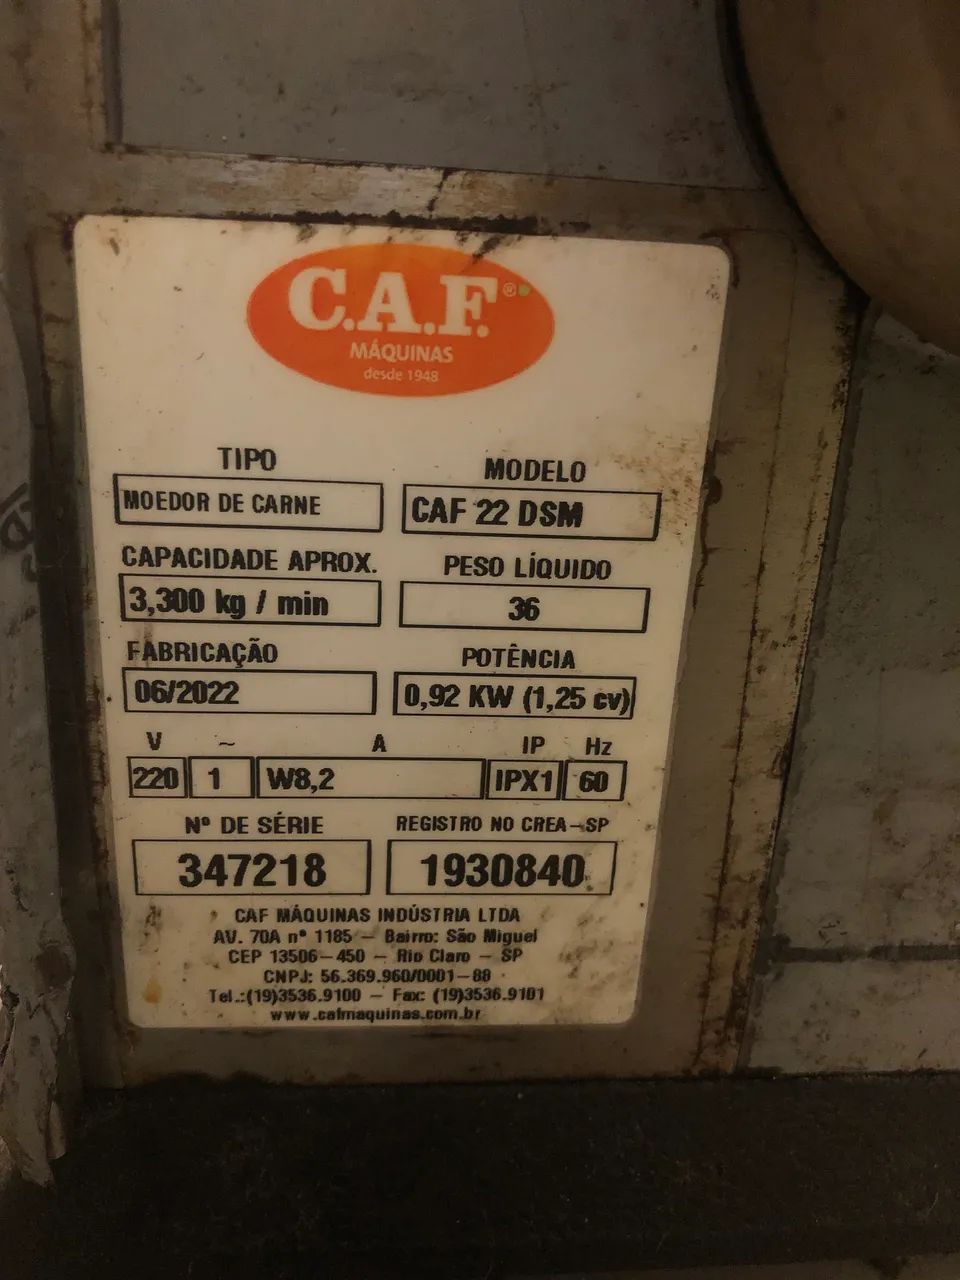 C.A.F.®
MÁQUINAS
desde 1948
TIPO MODELO
MOEDOR DE CARNE CAF 22 DSM
CAPACIDADE APROX. PESO LÍQUIDO
3,300 kg / min 36
FABRICAÇÃO POTÊNCIA
06/2022 0,92 KW (1,25 cv)
V ~ A IP Hz
220 1 W8,2 IPX1 60
Nº DE SÉRIE REGISTRO NO CREA-SP
347218 1930840
CAF MÁQUINAS INDÚSTRIA LTDA
AV. 70A nº 1185 - Bairro: São Miguel
CEP 13506-450 - Rio Claro - SP
CNPJ: 56.369.960/0001-88
Tel.:(19)3536.9100 - Fax: (19)3536.9101
www.cafmaquinas.com.br